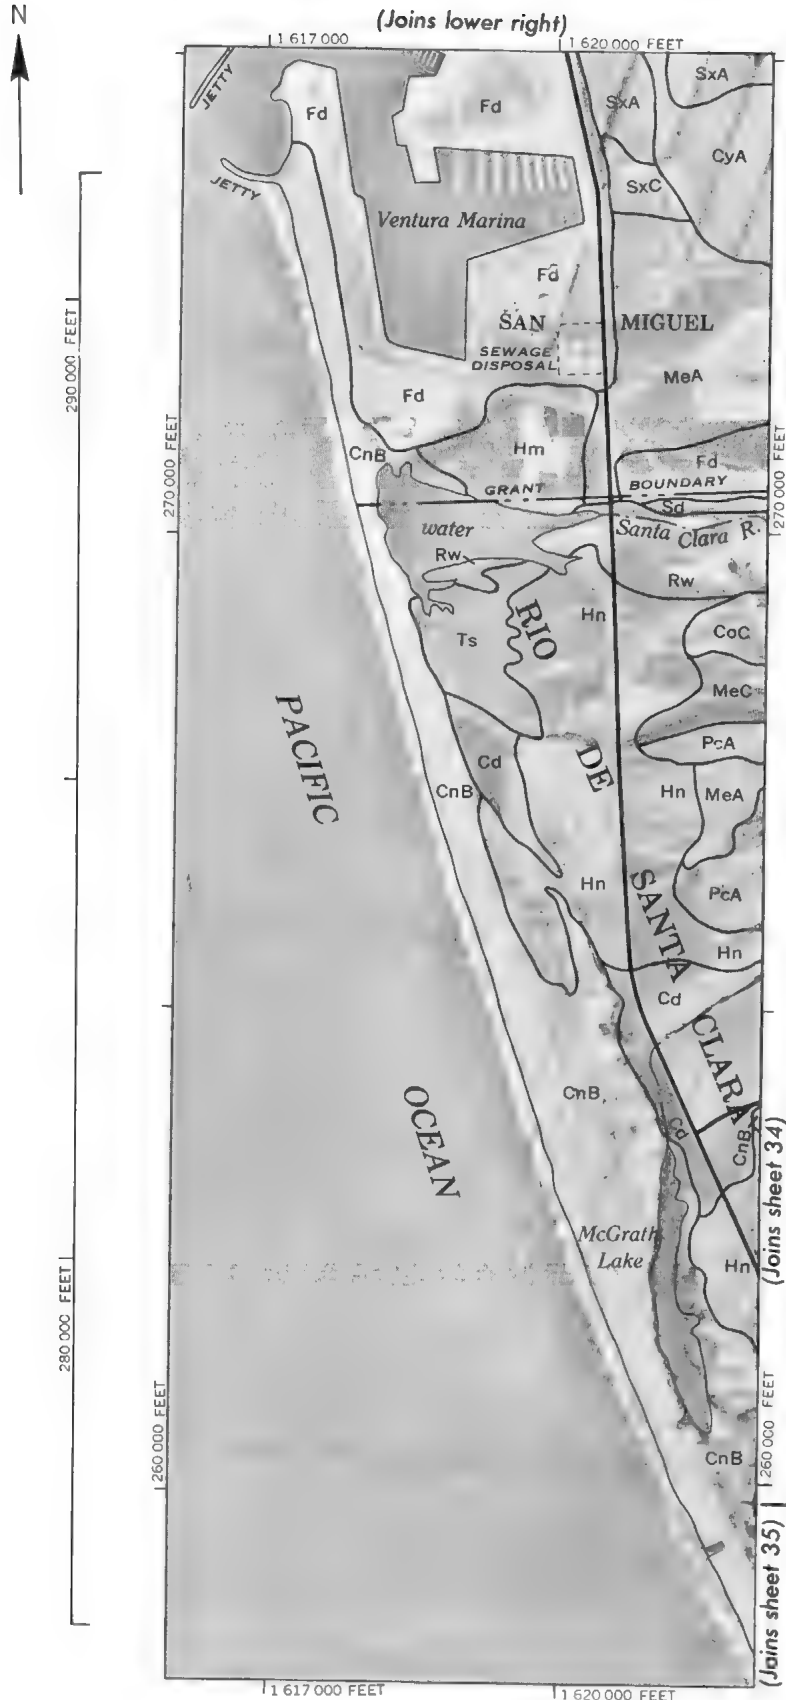 N
(Joins lower right)
1 617 000
1 620 000 FEET
JETTY
Fd
Fd
SxA
SxA
CyA
JETTY
SxC
Ventura Marina
Fd
290 000 FEET
SAN MIGUEL
SEWAGE
DISPOSAL
MeA
Fd
270 000 FEET
CnB
Hm
Fd
270 000 FEET
GRANT BOUNDARY
Sd
water
Santa Clara R.
Rw
Rw
Hn
RIO
Ts
CoC
MeC
PACIFIC
PcA
Cd
DE
CnB
Hn
MeA
Hn
SANTA
PcA
Hn
Cd
CLARA
CnB
OCEAN
Cd
CnB
(Joins sheet 34)
McGrath
Lake
Hn
280 000 FEET
260 000 FEET
260 000 FEET
CnB
(Joins sheet 35)
1 617 000 FEET
1 620 000 FEET